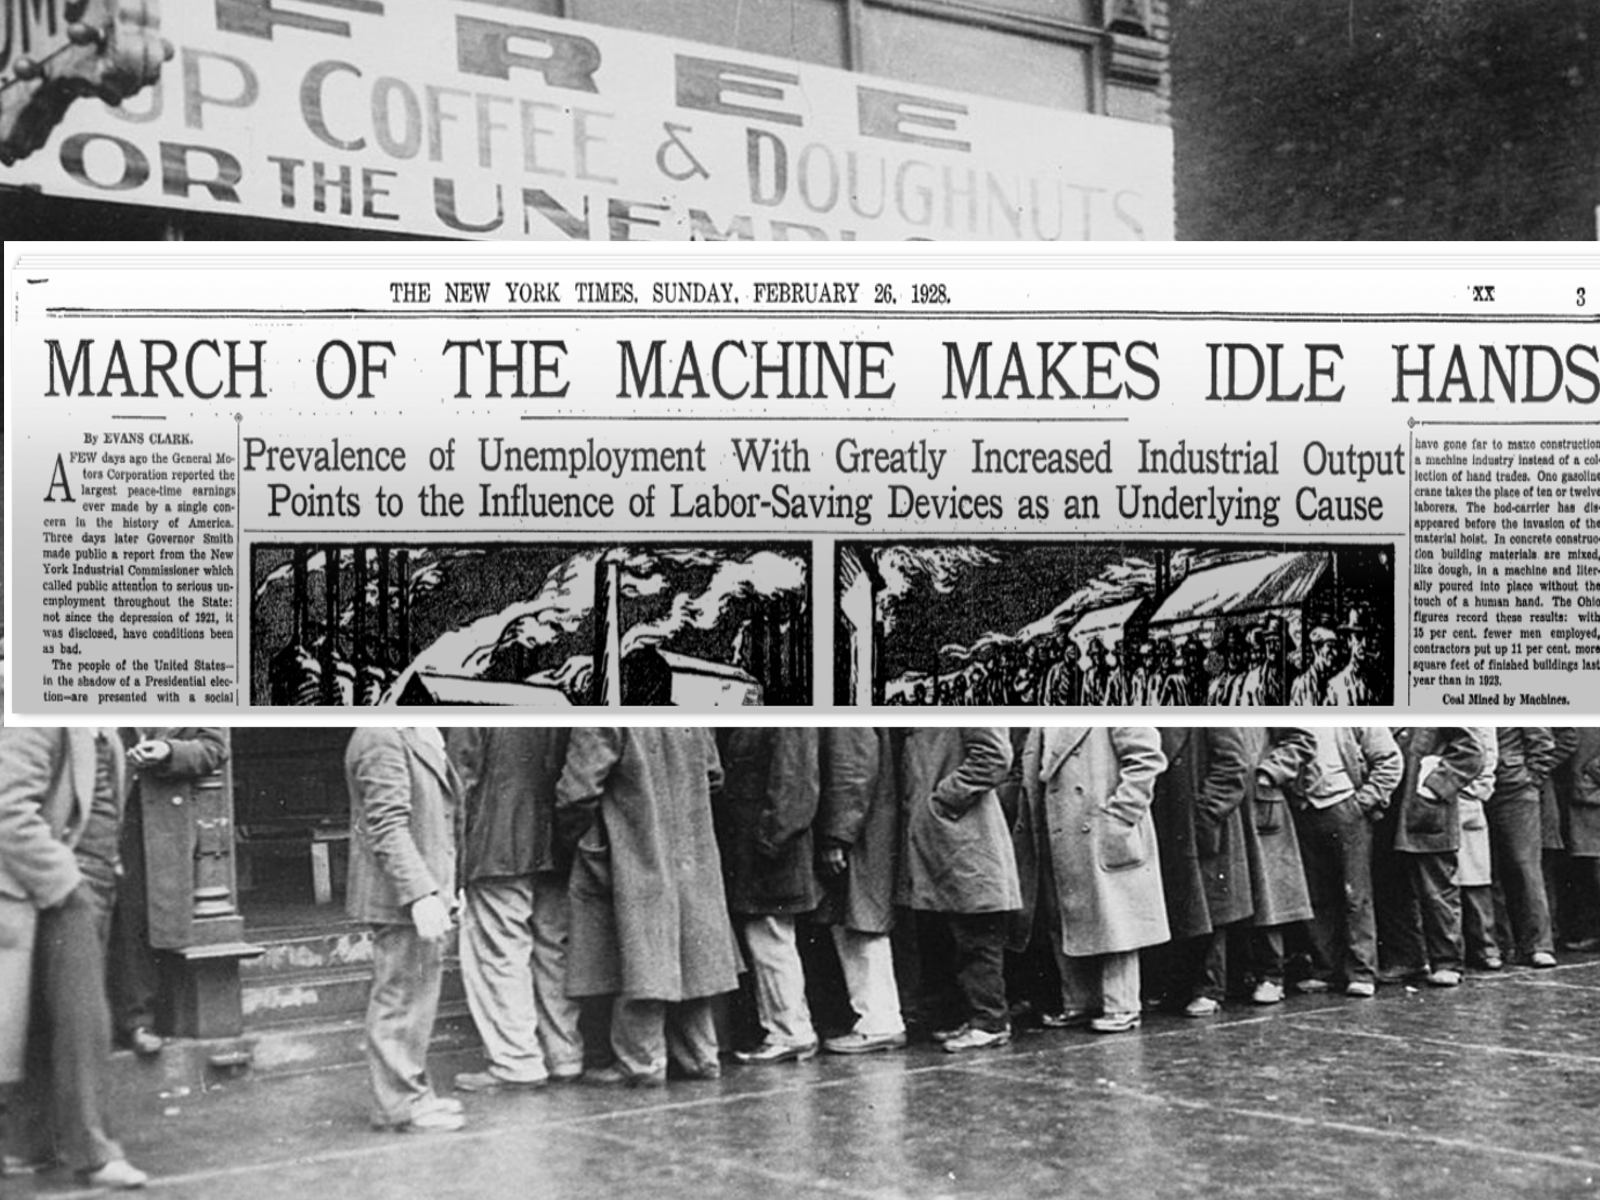 FREE
UP COFFEE & DOUGHNUTS
OR THE UNEMPLO
THE NEW YORK TIMES, SUNDAY, FEBRUARY 26, 1928.
XX 3
MARCH OF THE MACHINE MAKES IDLE HANDS
Prevalence of Unemployment With Greatly Increased Industrial Output
Points to the Influence of Labor-Saving Devices as an Underlying Cause
By EVANS CLARK.
A FEW days ago the General Mo-
tors Corporation reported the
largest peace-time earnings
ever made by a single con-
cern in the history of America.
Three days later Governor Smith
made public a report from the New
York Industrial Commissioner which
called public attention to serious un-
employment throughout the State:
not since the depression of 1921, it
was disclosed, have conditions been
as bad.
The people of the United States—
in the shadow of a Presidential elec-
tion—are presented with a social
have gone far to make construction
a machine industry instead of a col-
lection of hand trades. One gasoline
crane takes the place of ten or twelve
laborers. The hod-carrier has dis-
appeared before the invasion of the
material hoist. In concrete construc-
tion building materials are mixed,
like dough, in a machine and liter-
ally poured into place without the
touch of a human hand. The Ohio
figures record these results: with
15 per cent. fewer men employed,
contractors put up 11 per cent. more
square feet of finished buildings last
year than in 1923.
Coal Mined by Machines.